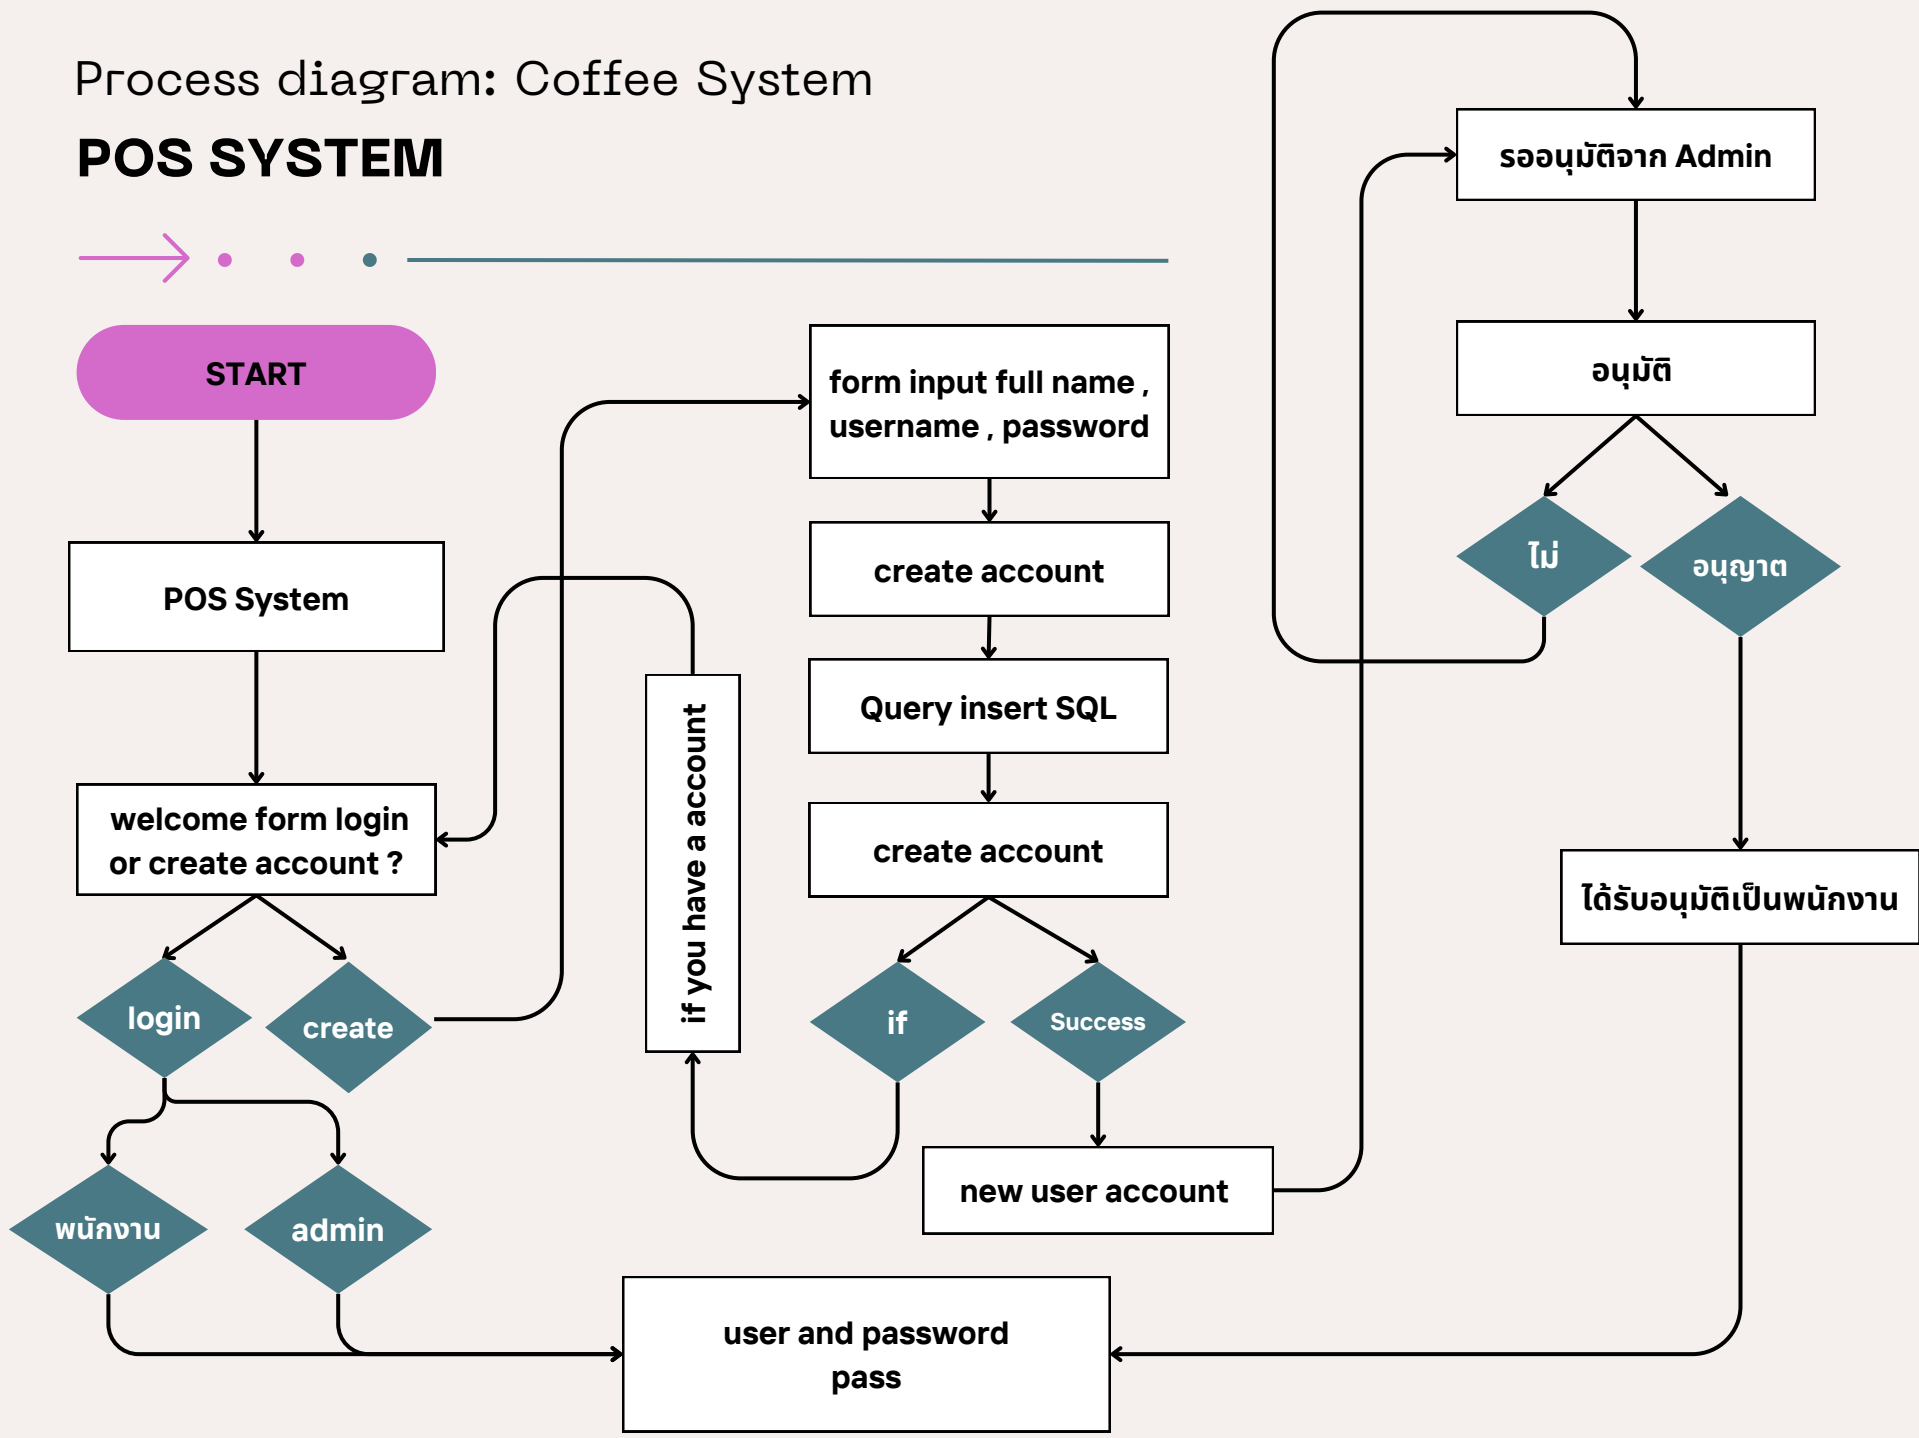 Process diagram: Coffee System
POS SYSTEM
START
POS System
welcome form login
or create account ?
login
create
พนักงาน
admin
if you have a account
form input full name ,
username , password
create account
Query insert SQL
create account
if
Success
new user account
user and password
pass
รออนุมัติจาก Admin
อนุมัติ
ไม่
อนุญาต
ได้รับอนุมัติเป็นพนักงาน